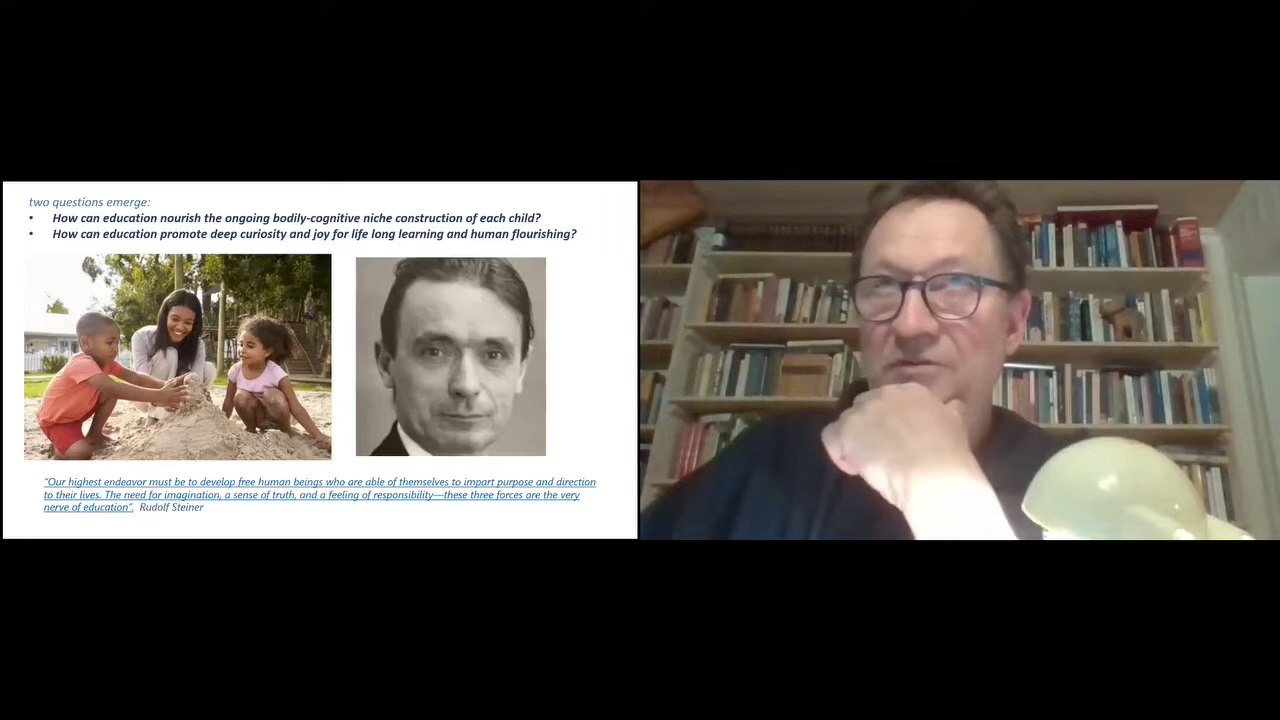 two questions emerge:
• How can education nourish the ongoing bodily-cognitive niche construction of each child?
• How can education promote deep curiosity and joy for life long learning and human flourishing?
“Our highest endeavor must be to develop free human beings who are able of themselves to impart purpose and direction
to their lives. The need for imagination, a sense of truth, and a feeling of responsibility—these three forces are the very
nerve of education”. Rudolf Steiner